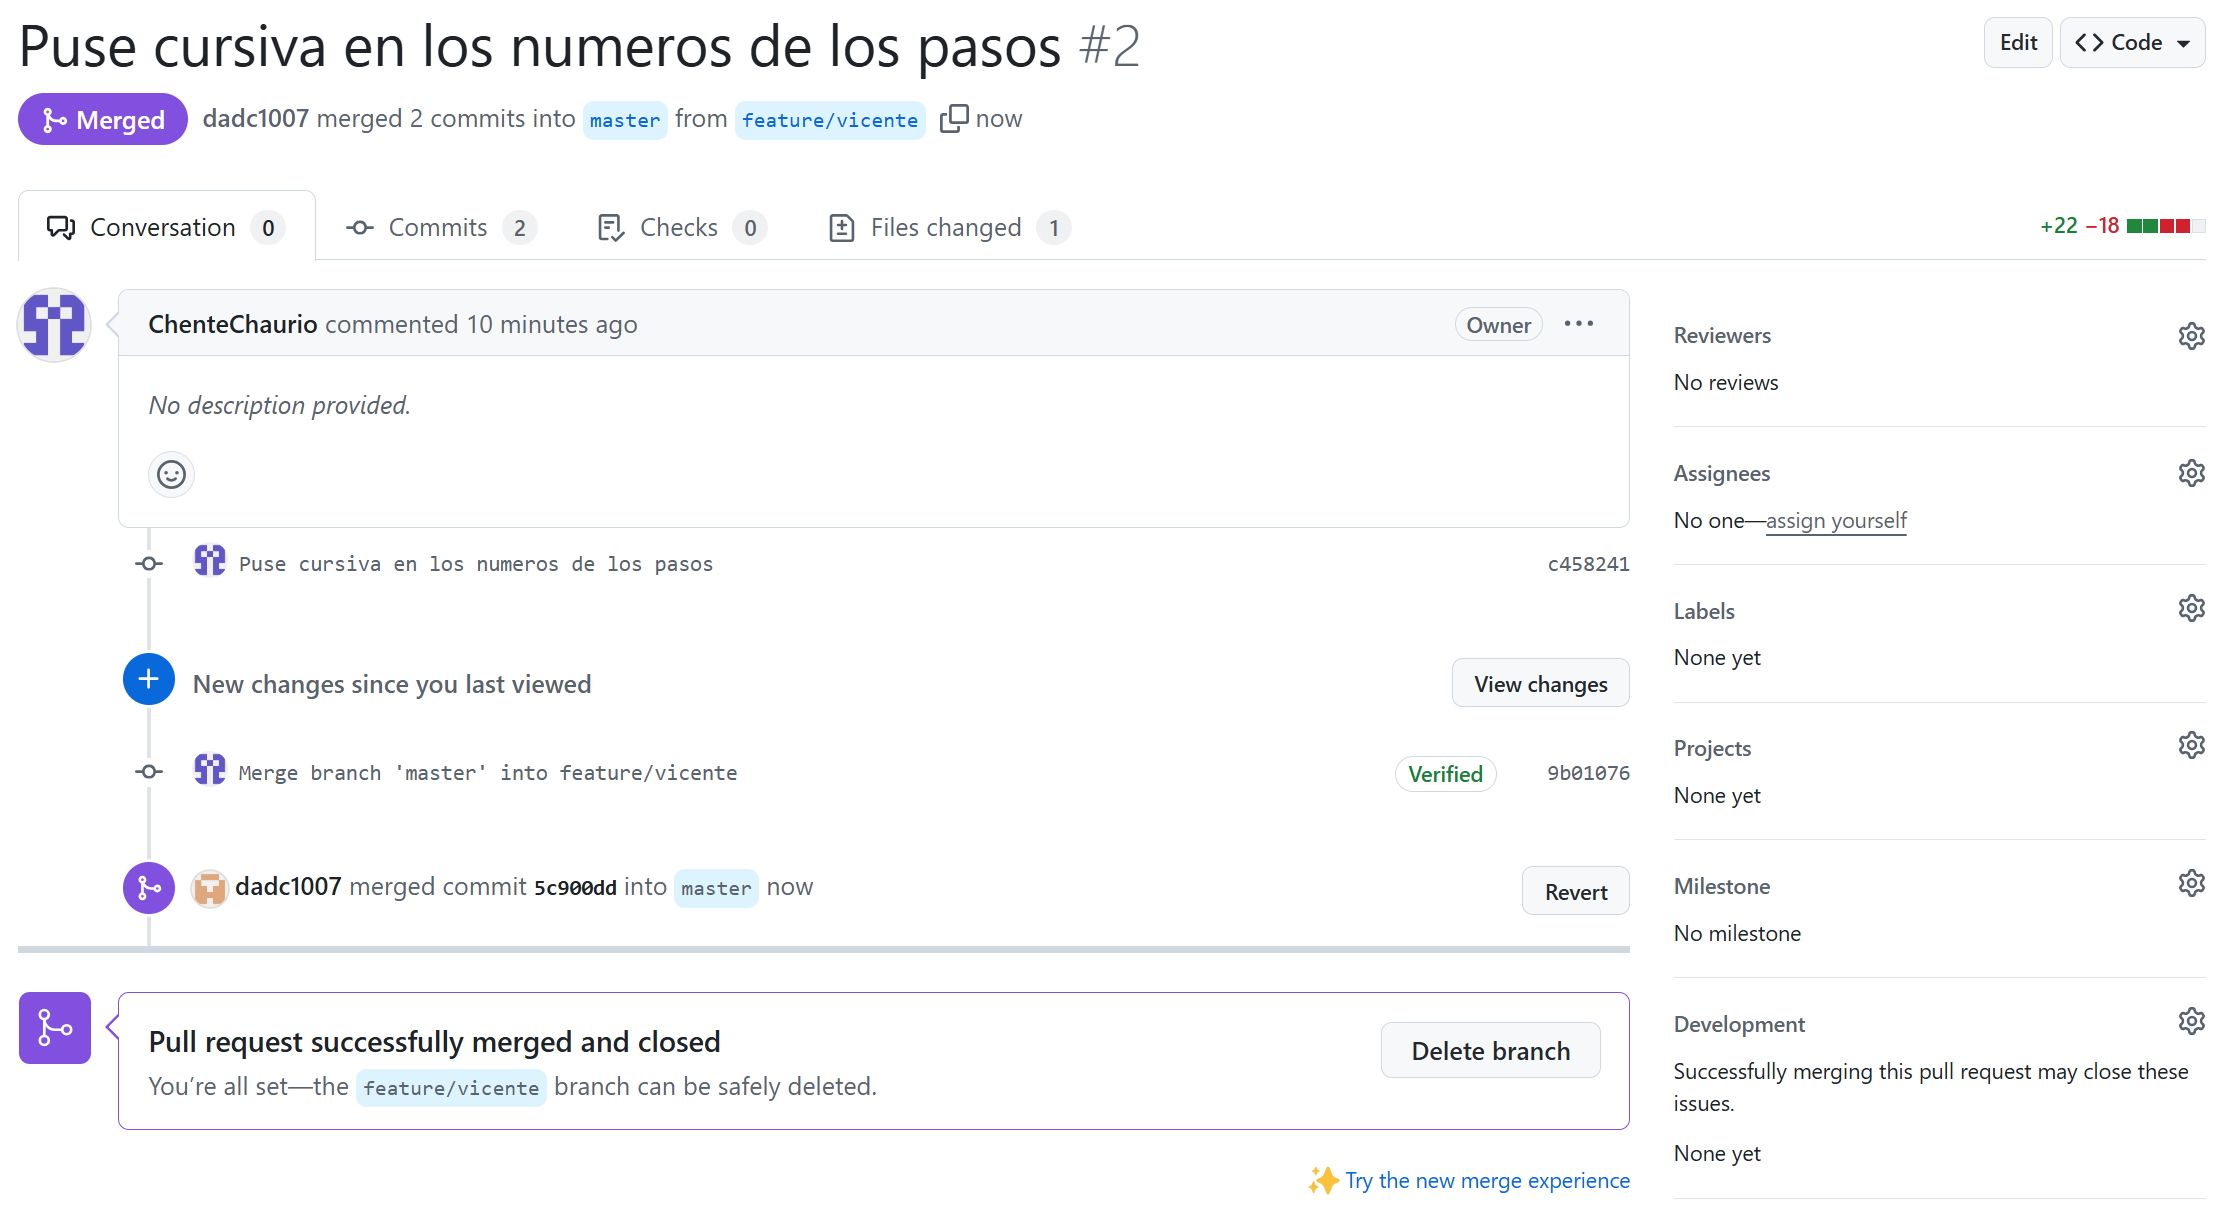 Puse cursiva en los numeros de los pasos #2
Edit
Code
Merged
dadc1007 merged 2 commits into master from feature/vicente now
Conversation 0
Commits 2
Checks 0
Files changed 1
+22 −18
ChenteChaurio commented 10 minutes ago
Owner
No description provided.
Puse cursiva en los numeros de los pasos
c458241
New changes since you last viewed
View changes
Merge branch 'master' into feature/vicente
Verified
9b01076
dadc1007 merged commit 5c900dd into master now
Revert
Pull request successfully merged and closed
You’re all set—the feature/vicente branch can be safely deleted.
Delete branch
Try the new merge experience
Reviewers
No reviews
Assignees
No one—assign yourself
Labels
None yet
Projects
None yet
Milestone
No milestone
Development
Successfully merging this pull request may close these
issues.
None yet